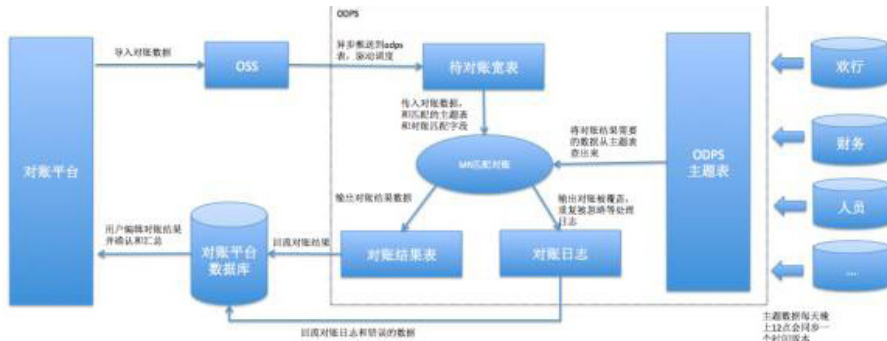 ODPS
导入对账数据
OSS
异步推送到odps
表，驱动调度
待对账宽表
欢行
传入对账数据，
和匹配的主题表
和对账匹配字段
将对账结果需要
的数据从主题表
查出来
对账平台
MN匹配对账
ODPS
主题表
财务
输出对账结果数据
输出对账被覆盖，
重复被忽略等处理
日志
人员
用户编辑对账结果
并确认和汇总
对账平台
数据库
回流对账结果
对账结果表
对账日志
...
回流对账日志和错误的数据
主题数据每天晚
上12点会同步一
个时间版本